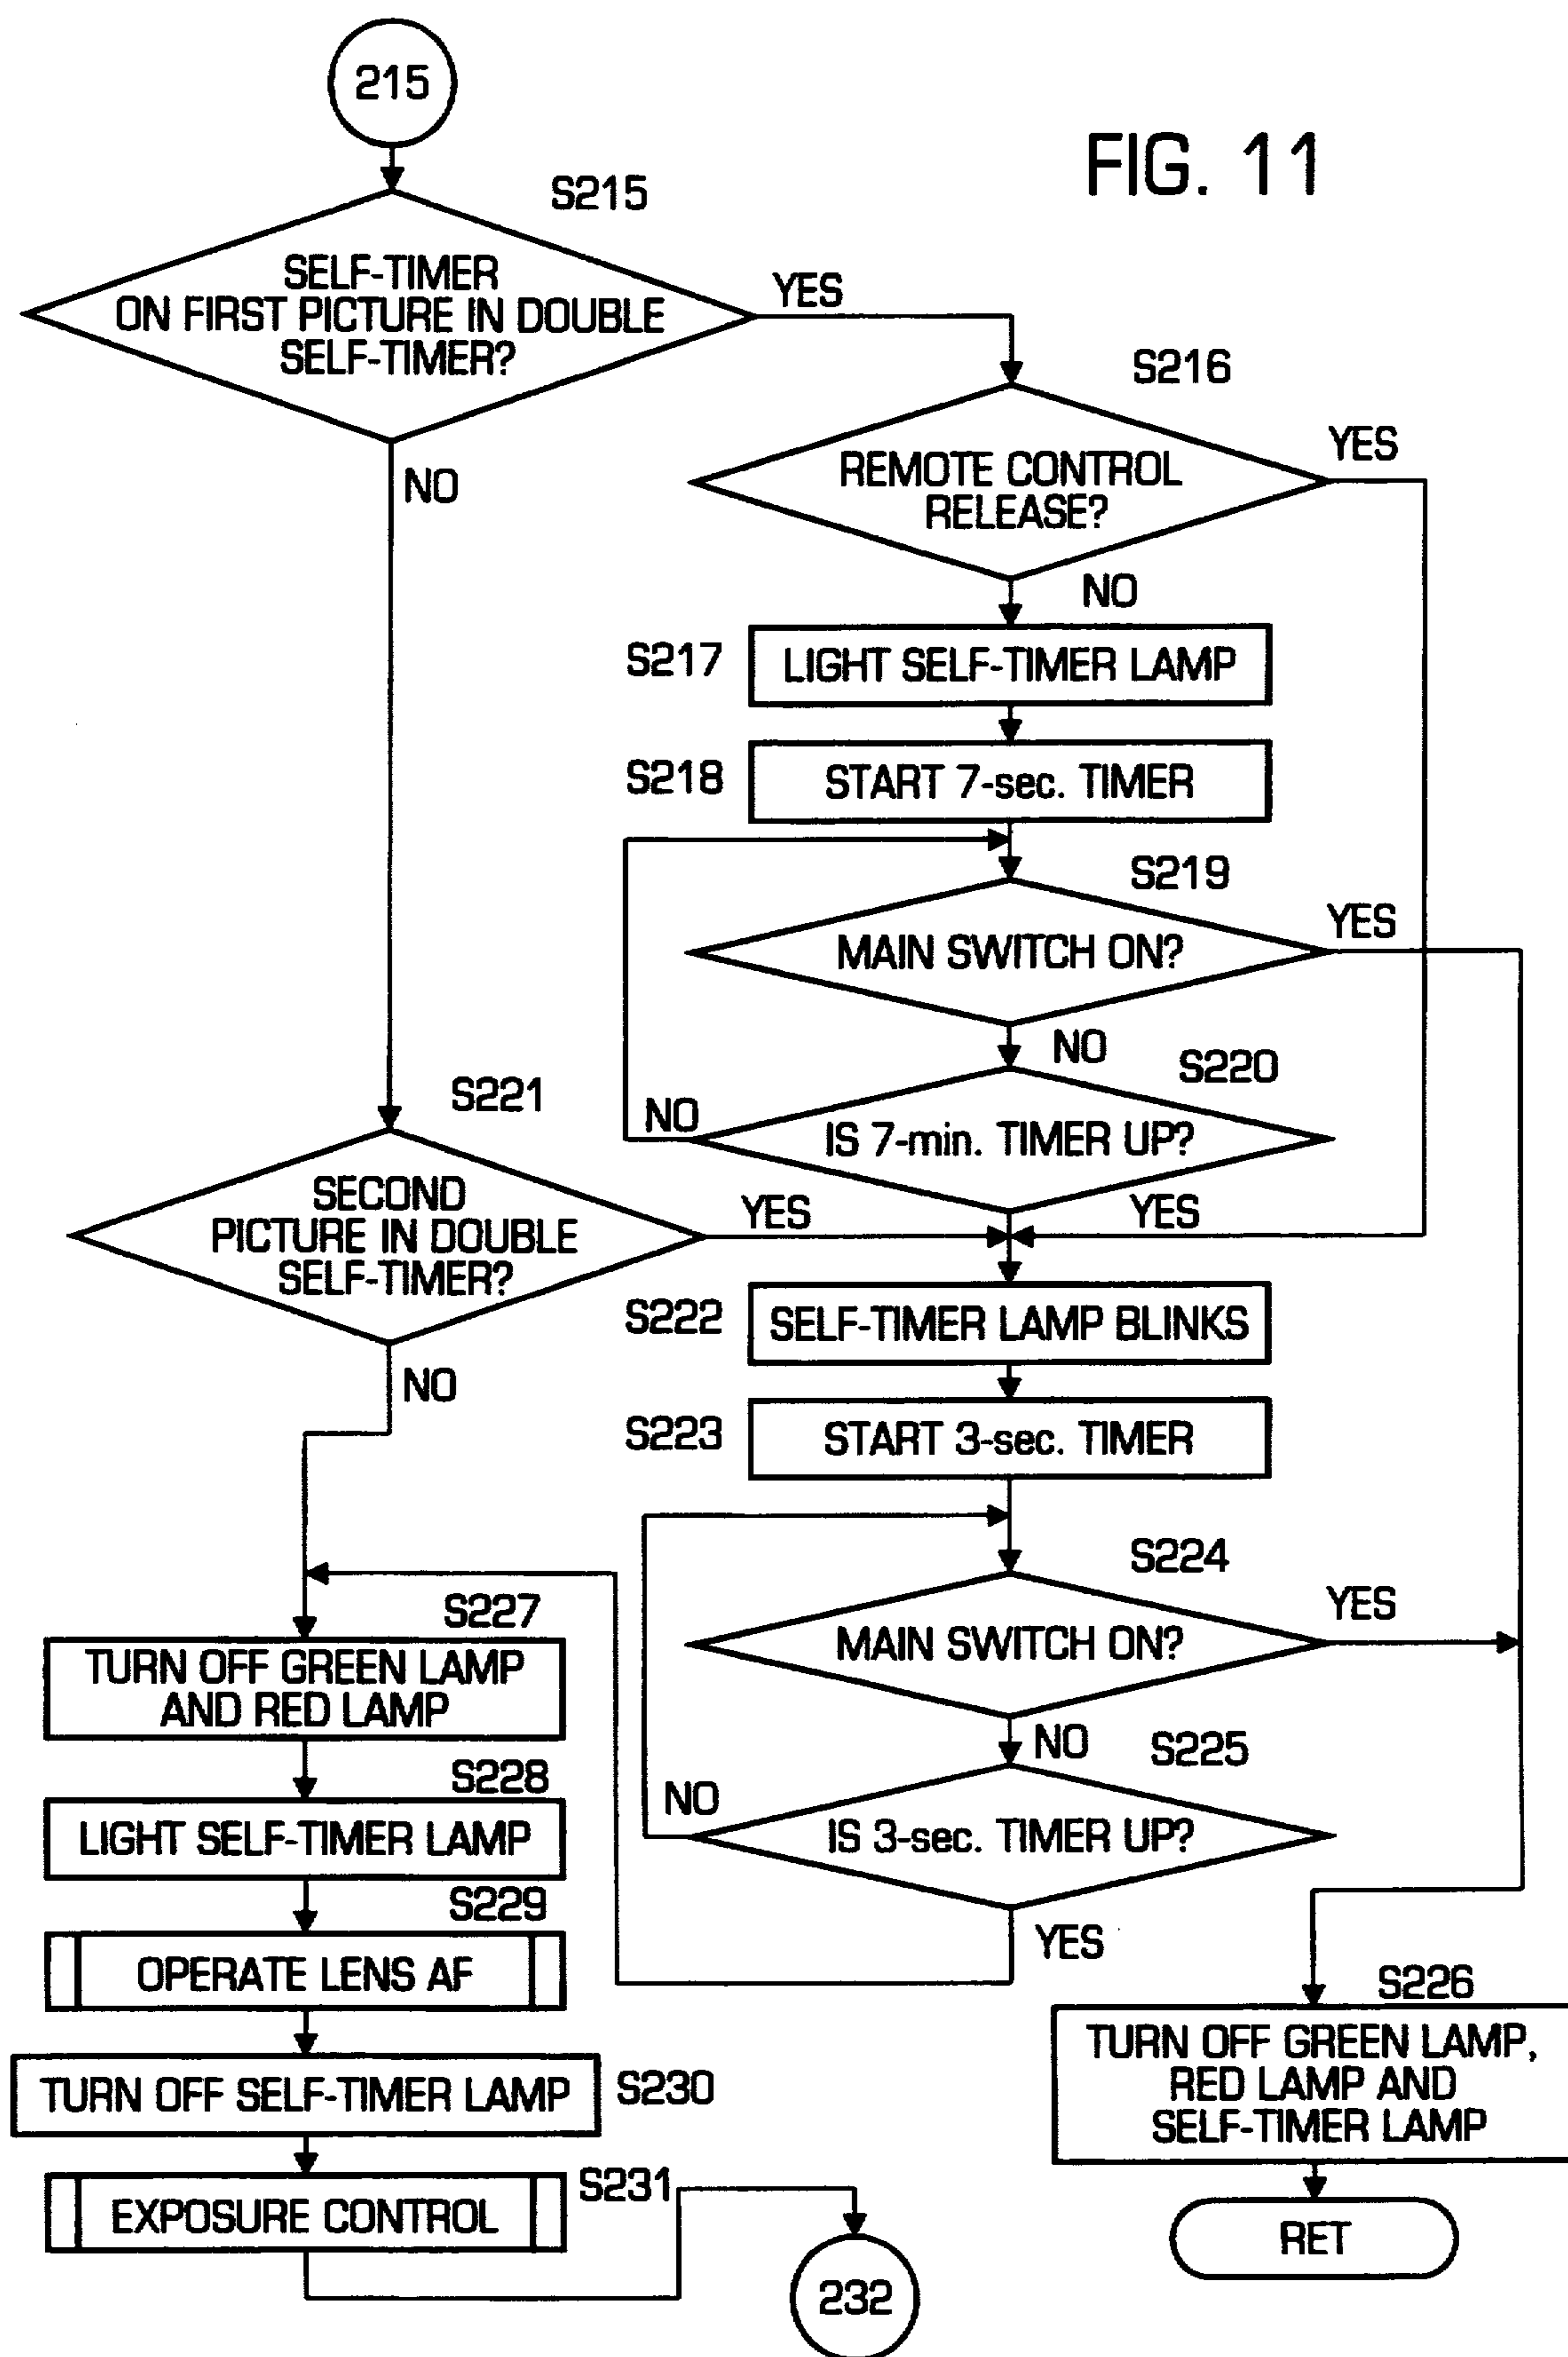 215
FIG. 11
S215
SELF-TIMER
ON FIRST PICTURE IN DOUBLE
SELF-TIMER?
YES
NO
S216
REMOTE CONTROL
RELEASE?
YES
NO
S217
LIGHT SELF-TIMER LAMP
S218
START 7-sec. TIMER
S219
MAIN SWITCH ON?
YES
NO
S220
IS 7-min. TIMER UP?
NO
YES
S221
SECOND
PICTURE IN DOUBLE
SELF-TIMER?
YES
NO
S222
SELF-TIMER LAMP BLINKS
S223
START 3-sec. TIMER
S224
MAIN SWITCH ON?
YES
NO
S225
IS 3-sec. TIMER UP?
NO
YES
S226
TURN OFF GREEN LAMP,
RED LAMP AND
SELF-TIMER LAMP
RET
S227
TURN OFF GREEN LAMP
AND RED LAMP
S228
LIGHT SELF-TIMER LAMP
S229
OPERATE LENS AF
S230
TURN OFF SELF-TIMER LAMP
S231
EXPOSURE CONTROL
232